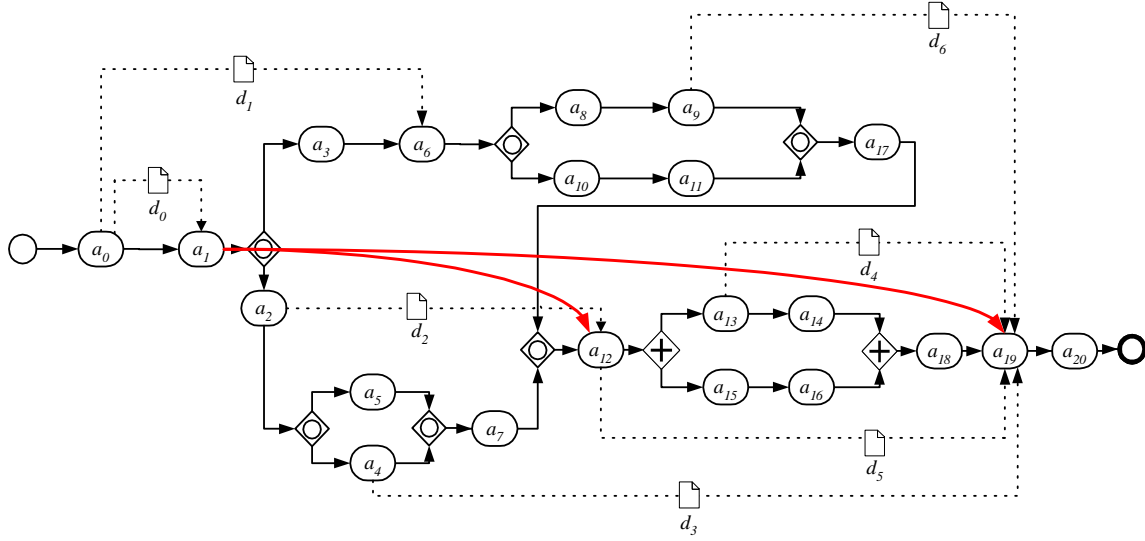 d₆
d₁
a₈
a₉
a₃
a₆
a₁₇
a₁₀
a₁₁
d₀
a₀
a₁
d₄
a₂
d₂
a₁₃
a₁₄
a₁₂
a₁₈
a₁₉
a₂₀
a₅
a₁₅
a₁₆
a₇
a₄
d₅
d₃